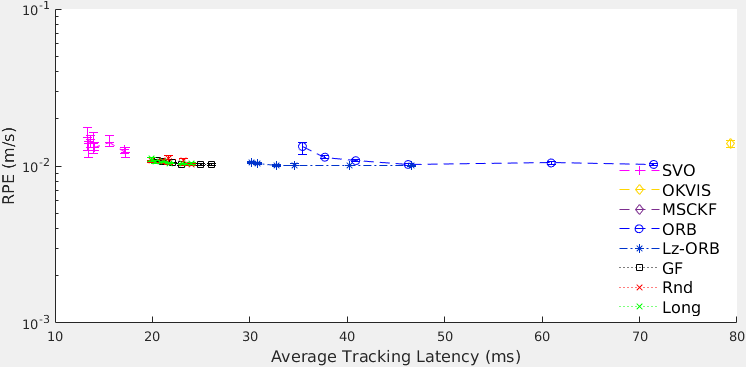 10^-1
10^-2
10^-3
RPE (m/s)
10 20 30 40 50 60 70 80
Average Tracking Latency (ms)
SVO
OKVIS
MSCKF
ORB
Lz-ORB
GF
Rnd
Long